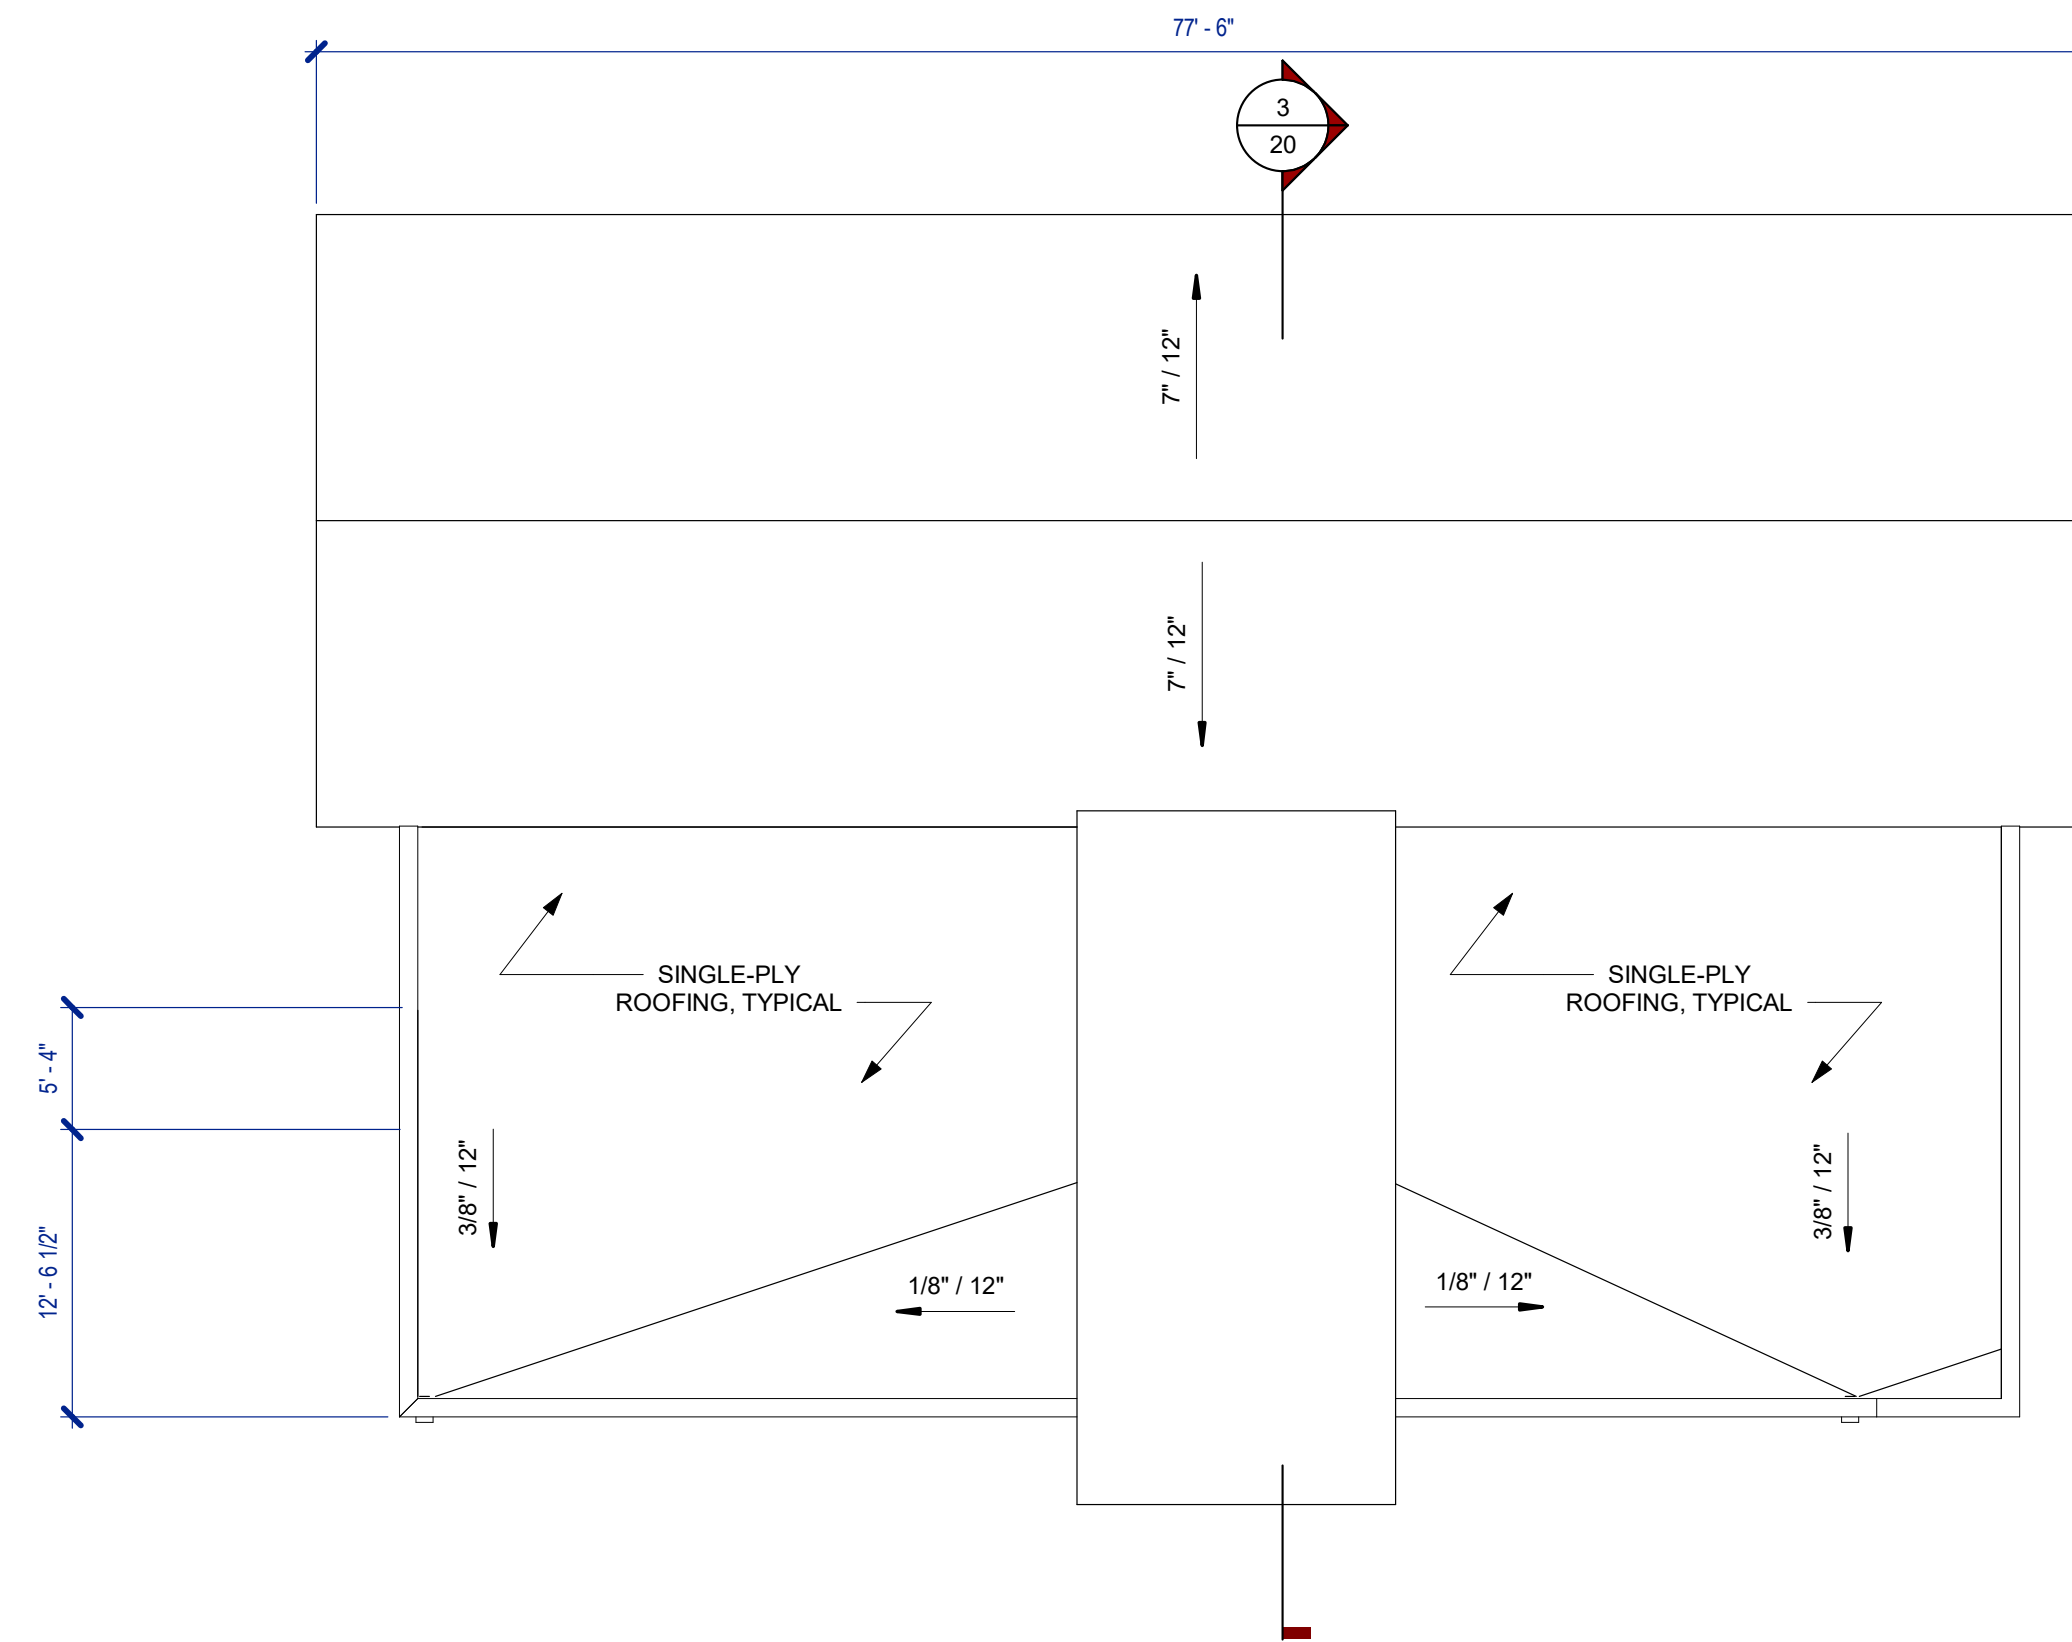 77' - 6"
3
20
7" / 12"
7" / 12"
SINGLE-PLY
ROOFING, TYPICAL
SINGLE-PLY
ROOFING, TYPICAL
5' - 4"
3/8" / 12"
3/8" / 12"
12' - 6 1/2"
1/8" / 12"
1/8" / 12"